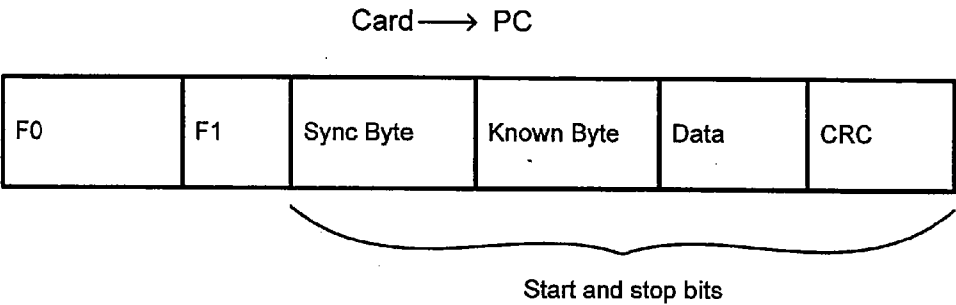 Card ⟶ PC
F0 F1 Sync Byte Known Byte Data CRC
Start and stop bits